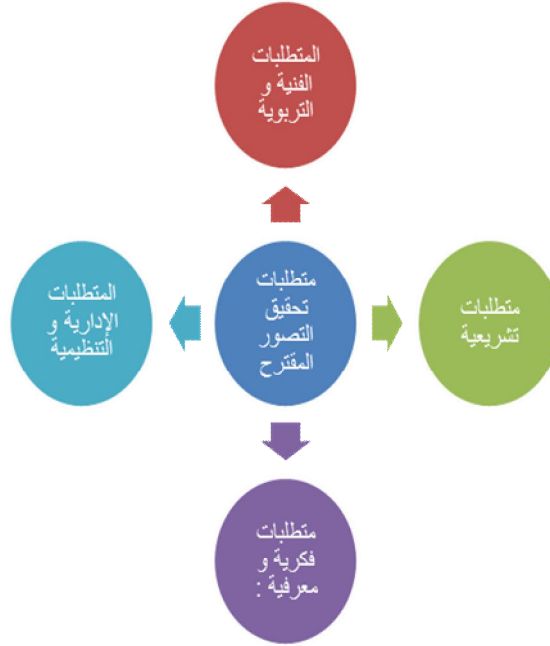 المتطلبات
الفنية و
التربوية
متطلبات
تشريعية
متطلبات
تحقيق
التصور
المقترح
المتطلبات
الإدارية و
التنظيمية
متطلبات
فكرية و
معرفية :